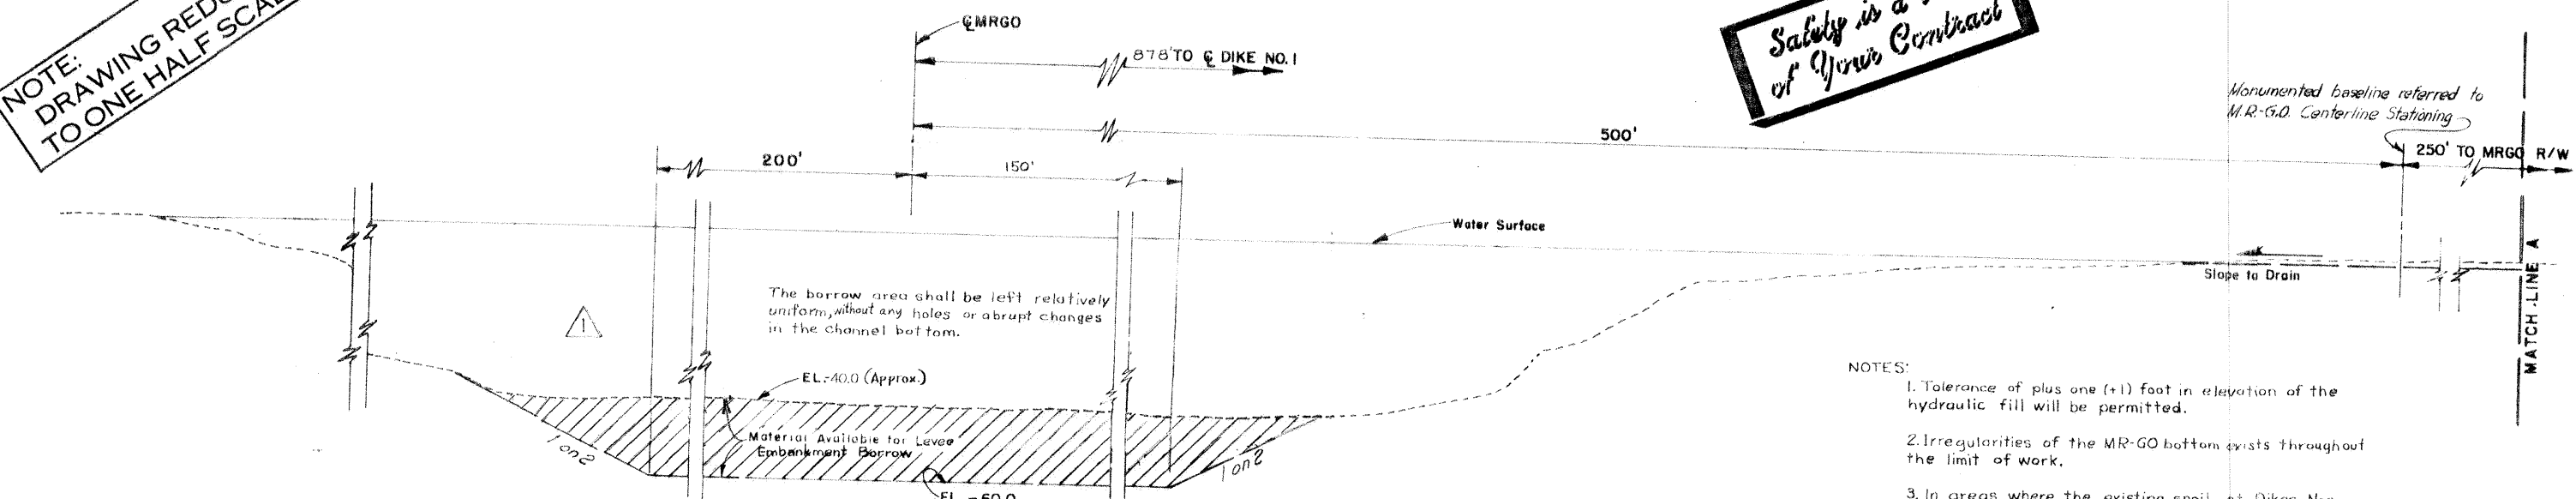 NOTE:
DRAWING
TO ONE HALF
℄ MRGO
878' TO ℄ DIKE NO. 1
Safety is a
of Your Contract
Monumented baseline referred to
M.R.-G.O. Centerline Stationing
500'
200'
150'
250' TO MRGO R/W
Water Surface
Slope to Drain
MATCH-LINE A
The borrow area shall be left relatively
uniform, without any holes or abrupt changes
in the channel bottom.
1
EL.-40.0 (Approx.)
Material Available for Levee
Embankment Borrow
1 on 2
1 on 2
NOTES:
1. Tolerance of plus one (+1) foot in elevation of the
hydraulic fill will be permitted.
2. Irregularities of the MR-GO bottom exists throughout
the limit of work.
3. In areas where the existing spoil at Dikes